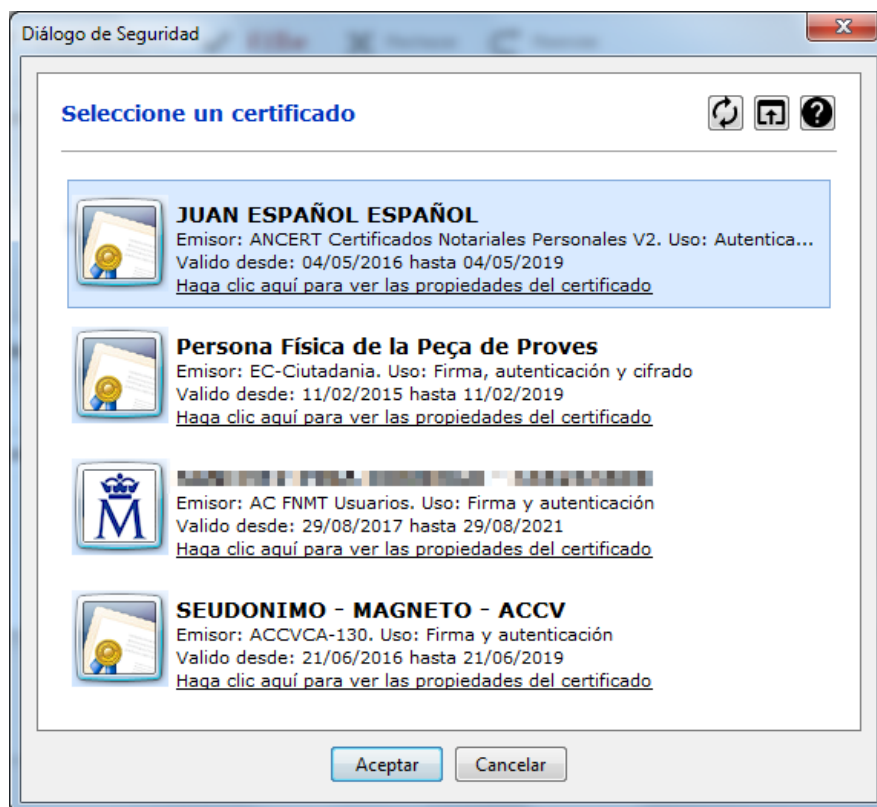 Diálogo de Seguridad
Seleccione un certificado
JUAN ESPAÑOL ESPAÑOL
Emisor: ANCERT Certificados Notariales Personales V2. Uso: Autentica...
Valido desde: 04/05/2016 hasta 04/05/2019
Haga clic aquí para ver las propiedades del certificado
Persona Física de la Peça de Proves
Emisor: EC-Ciutadania. Uso: Firma, autenticación y cifrado
Valido desde: 11/02/2015 hasta 11/02/2019
Haga clic aquí para ver las propiedades del certificado
M
Emisor: AC FNMT Usuarios. Uso: Firma y autenticación
Valido desde: 29/08/2017 hasta 29/08/2021
Haga clic aquí para ver las propiedades del certificado
SEUDONIMO - MAGNETO - ACCV
Emisor: ACCVCA-130. Uso: Firma y autenticación
Valido desde: 21/06/2016 hasta 21/06/2019
Haga clic aquí para ver las propiedades del certificado
Aceptar Cancelar